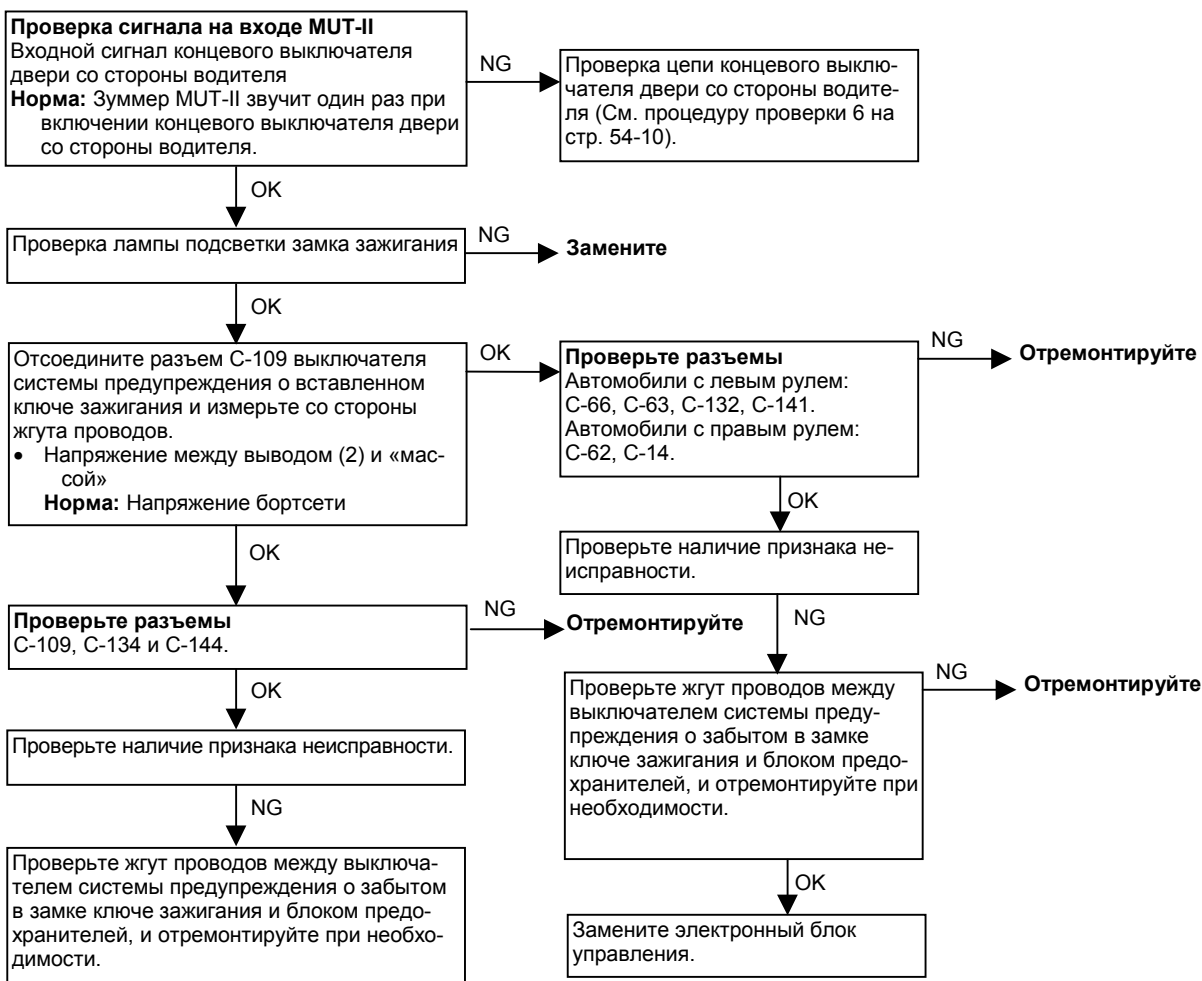 Проверка сигнала на входе MUT-II
Входной сигнал концевого выключателя
двери со стороны водителя
Норма: Зуммер MUT-II звучит один раз при
включении концевого выключателя двери
со стороны водителя.
NG
Проверка цепи концевого выклю-
чателя двери со стороны водите-
ля (См. процедуру проверки 6 на
стр. 54-10).
OK
Проверка лампы подсветки замка зажигания
NG
Замените
OK
Отсоедините разъем С-109 выключателя
системы предупреждения о вставленном
ключе зажигания и измерьте со стороны
жгута проводов.
• Напряжение между выводом (2) и «мас-
сой»
Норма: Напряжение бортсети
OK
Проверьте разъемы
Автомобили с левым рулем:
С-66, С-63, С-132, С-141.
Автомобили с правым рулем:
С-62, С-14.
NG
Отремонтируйте
OK
Проверьте наличие признака не-
исправности.
OK
Проверьте разъемы
С-109, С-134 и С-144.
NG
Отремонтируйте
NG
OK
Проверьте жгут проводов между
выключателем системы преду-
преждения о забытом в замке
ключе зажигания и блоком предо-
хранителей, и отремонтируйте при
необходимости.
NG
Отремонтируйте
Проверьте наличие признака неисправности.
NG
Проверьте жгут проводов между выключа-
телем системы предупреждения о забытом
в замке ключе зажигания и блоком предо-
хранителей, и отремонтируйте при необхо-
димости.
OK
Замените электронный блок
управления.